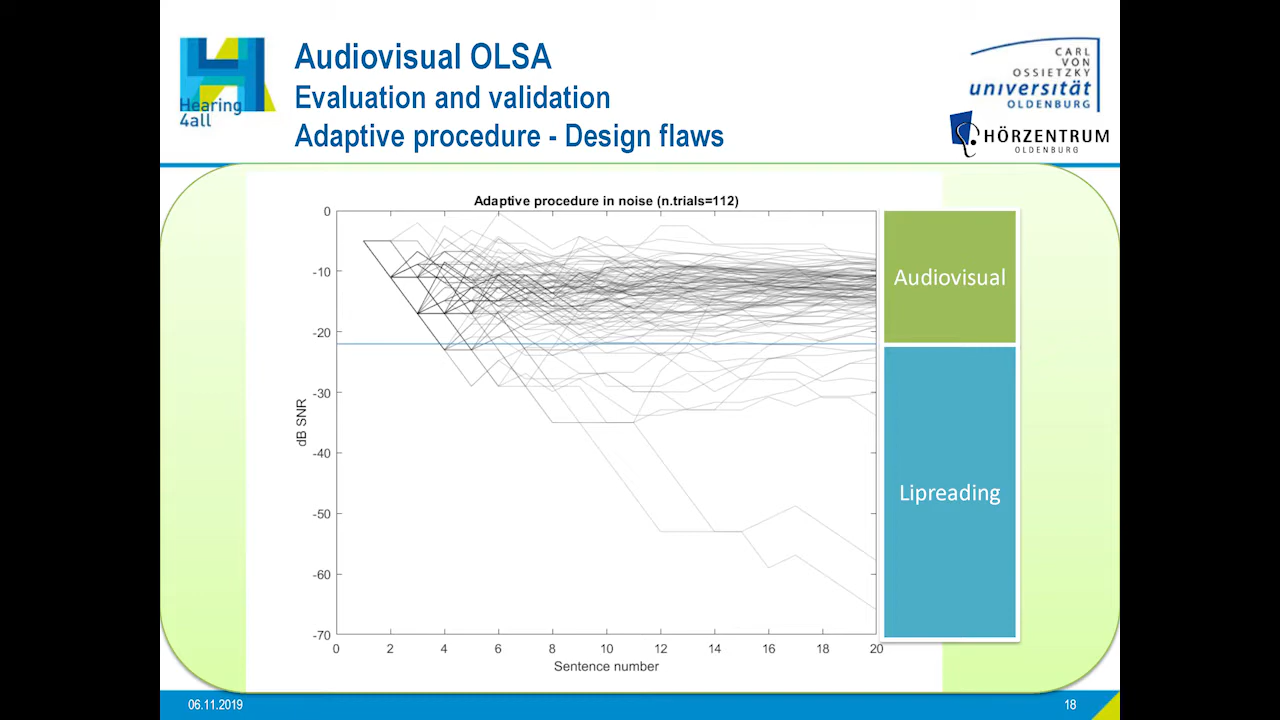 Audiovisual OLSA
Evaluation and validation
Adaptive procedure - Design flaws
Hearing
4all
CARL
VON
OSSIETZKY
universität
OLDENBURG
HÖRZENTRUM
OLDENBURG
Adaptive procedure in noise (n.trials=112)
0
-10
-20
-30
-40
-50
-60
-70
dB SNR
0 2 4 6 8 10 12 14 16 18 20
Sentence number
Audiovisual
Lipreading
06.11.2019
18